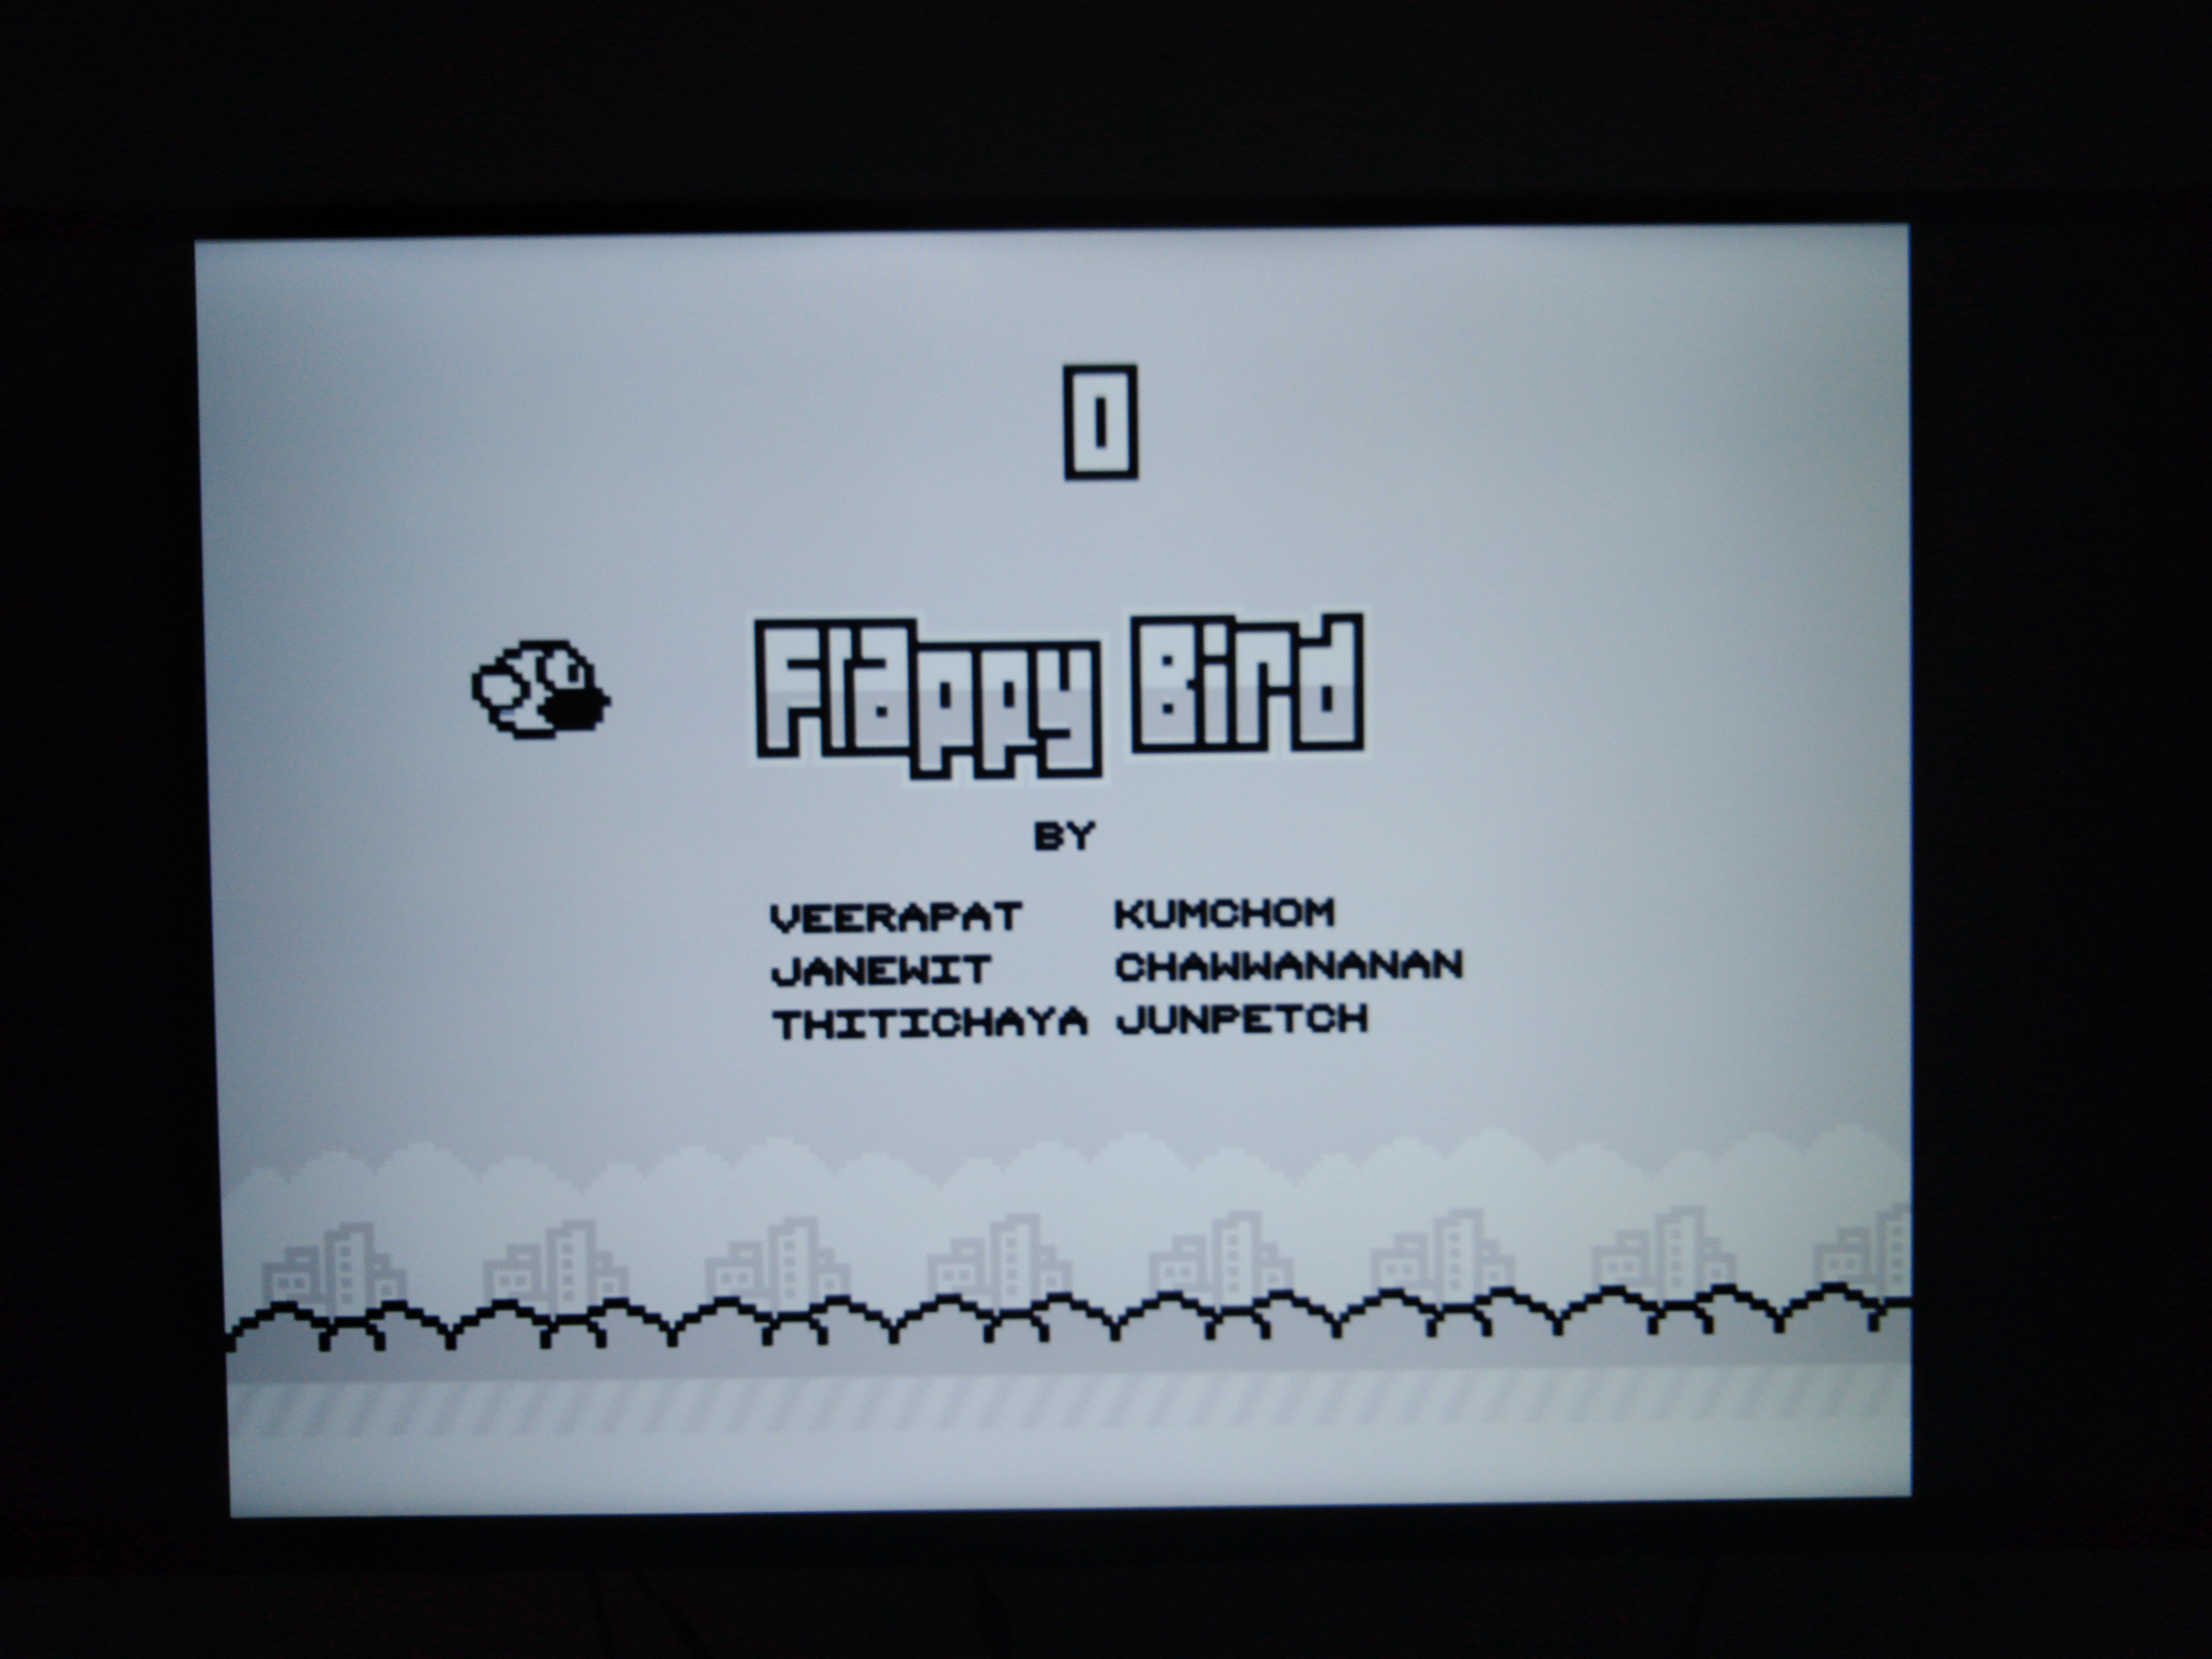 0
Flappy Bird
BY
VEERAPAT KUMCHOM
JANEWIT CHAWWANANAN
THITICHAYA JUNPETCH